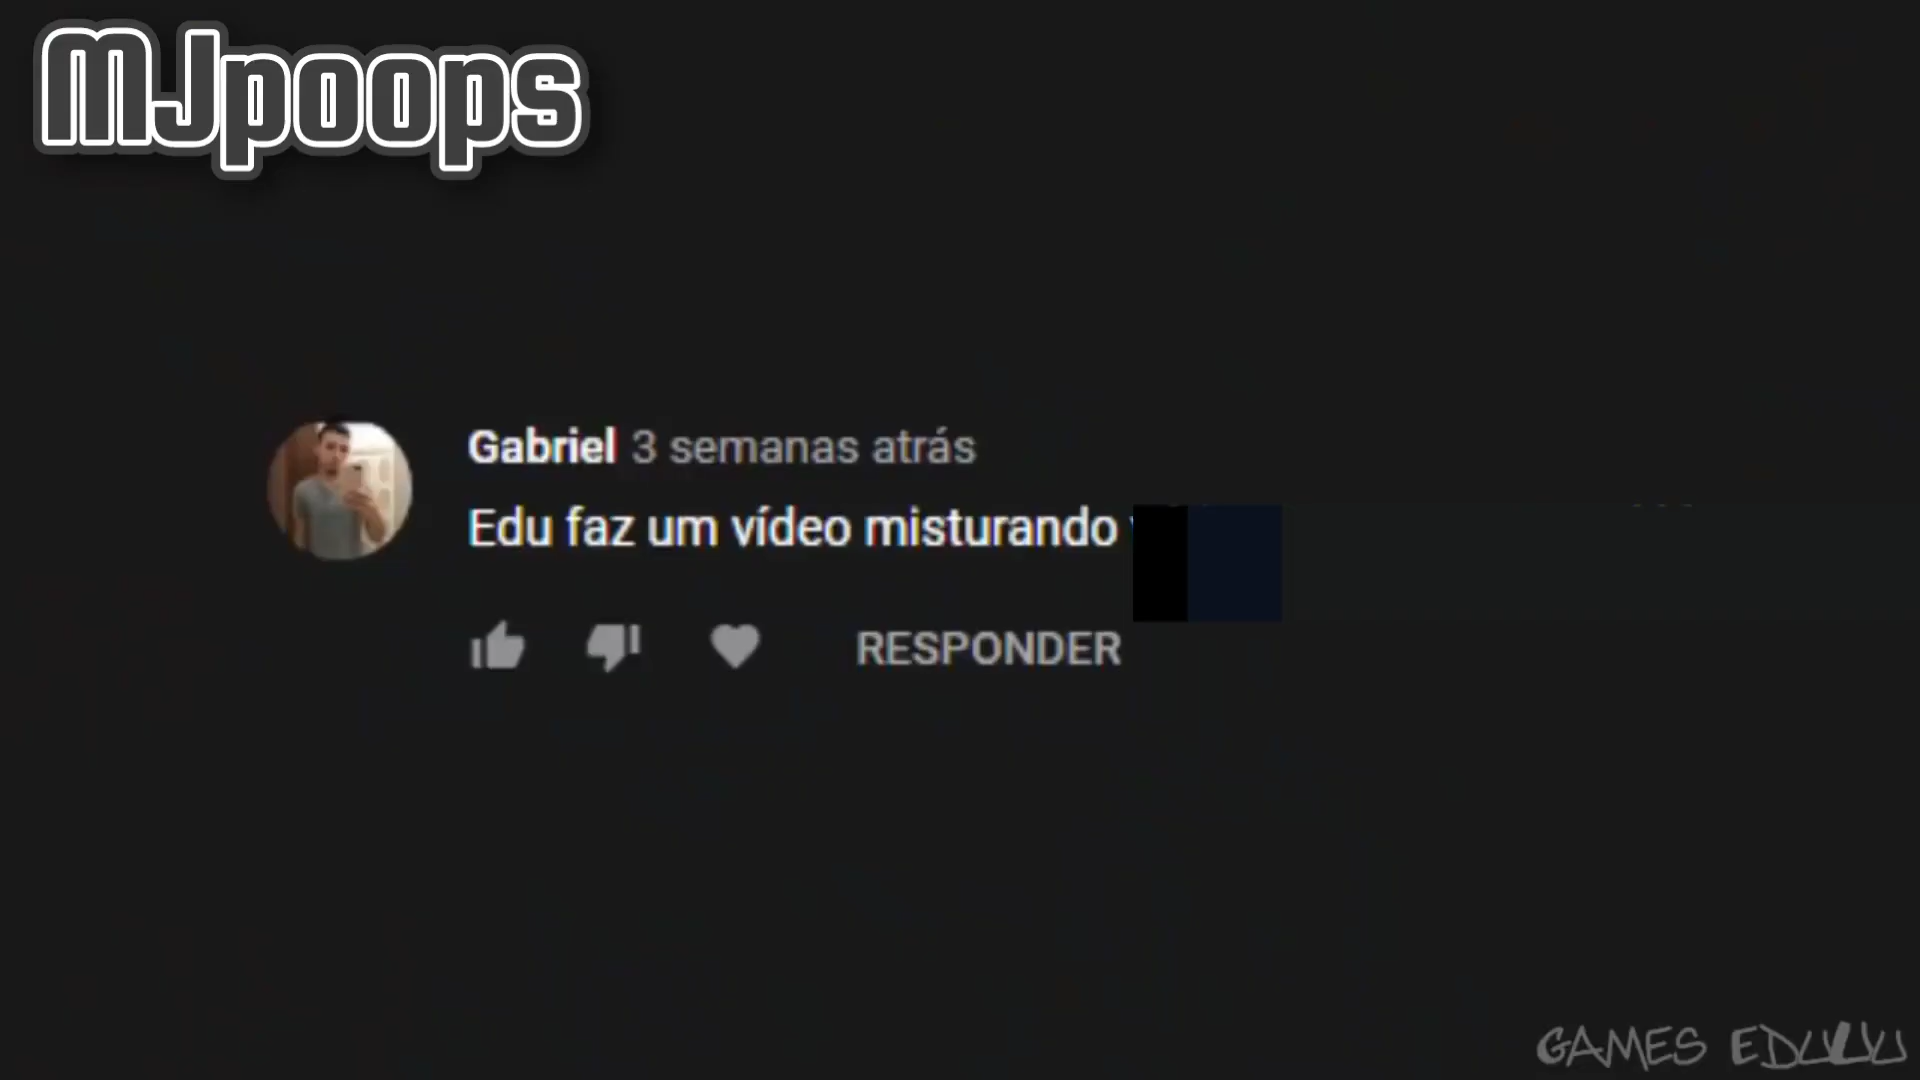 MJpoops
Gabriel 3 semanas atrás
Edu faz um vídeo misturando
RESPONDER
GAMES EDUUU